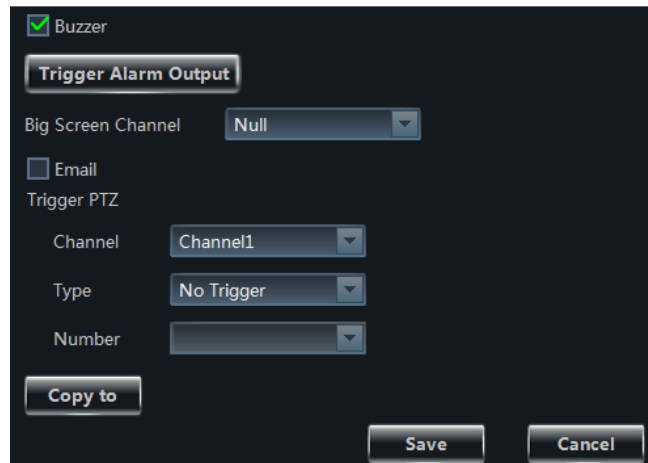 Buzzer
Trigger Alarm Output
Big Screen Channel Null
Email
Trigger PTZ
Channel Channel1
Type No Trigger
Number
Copy to
Save Cancel